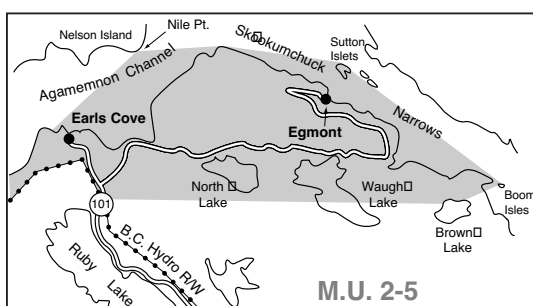 Nile Pt.
Nelson Island
Skookumchuck
Sutton
Islets
Agamemnon Channel
Narrows
Earls Cove
Egmont
North
Lake
Waugh
Lake
Boom
Isles
101
B.C. Hydro R/W
Brown
Lake
Ruby
Lake
M.U. 2-5